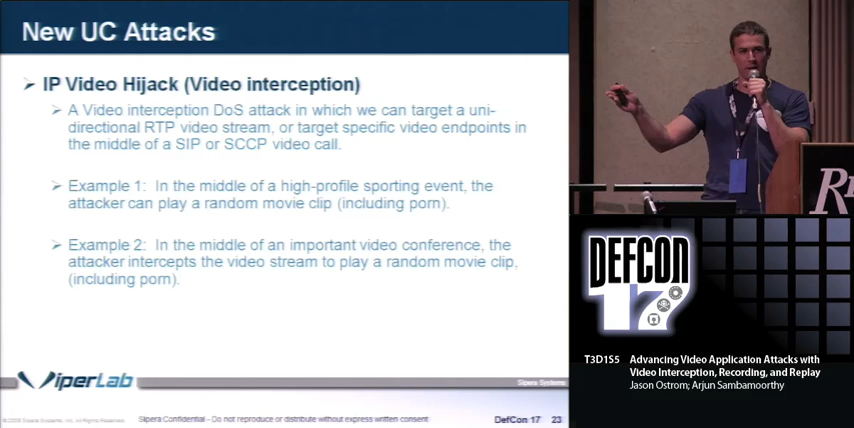 New UC Attacks
IP Video Hijack (Video interception)
A Video interception DoS attack in which we can target a uni-
directional RTP video stream, or target specific video endpoints in
the middle of a SIP or SCCP video call.
Example 1: In the middle of a high-profile sporting event, the
attacker can play a random movie clip (including porn).
Example 2: In the middle of an important video conference, the
attacker intercepts the video stream to play a random movie clip,
(including porn).
ViperLab
Sipera Systems
© 2009 Sipera Systems, Inc. All Rights Reserved.
Sipera Confidential - Do not reproduce or distribute without express written consent
DefCon 17 23
DEFCON
17
T3D1S5 Advancing Video Application Attacks with
Video Interception, Recording, and Replay
Jason Ostrom; Arjun Sambamoorthy